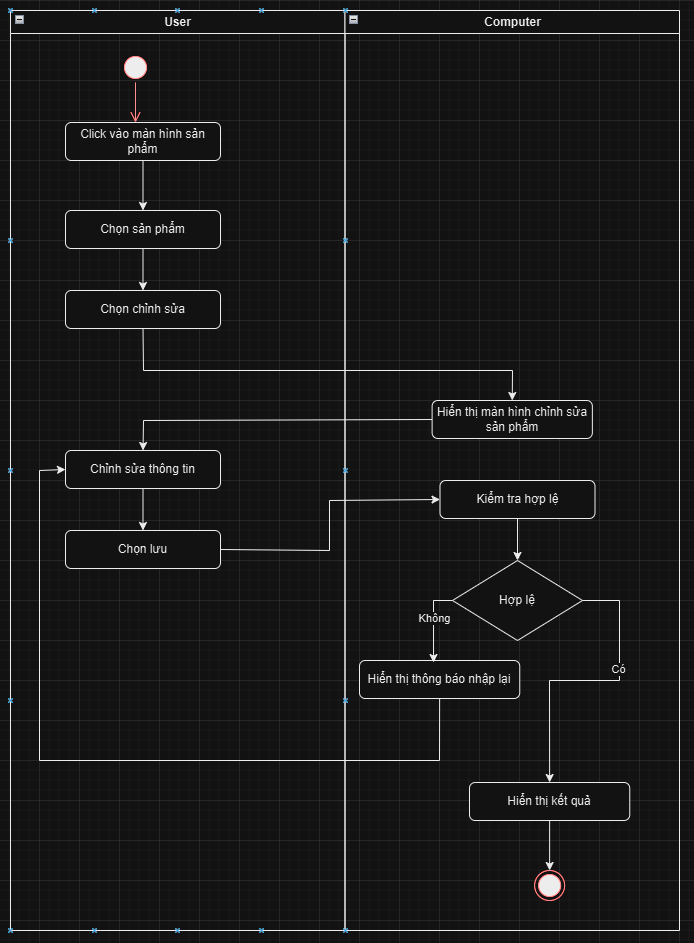 User
Computer
Click vào màn hình sản
phẩm
Chọn sản phẩm
Chọn chỉnh sửa
Hiển thị màn hình chỉnh sửa
sản phẩm
Chỉnh sửa thông tin
Kiểm tra hợp lệ
Chọn lưu
Hợp lệ
Không
Có
Hiển thị thông báo nhập lại
Hiển thị kết quả